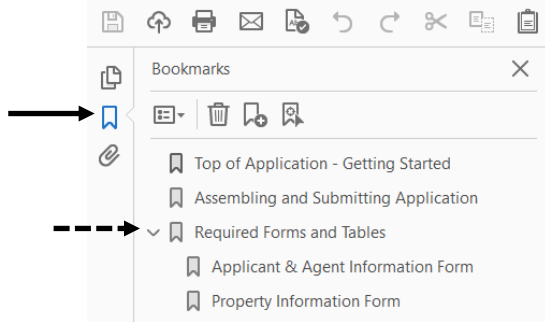 Bookmarks
Top of Application - Getting Started
Assembling and Submitting Application
Required Forms and Tables
Applicant & Agent Information Form
Property Information Form